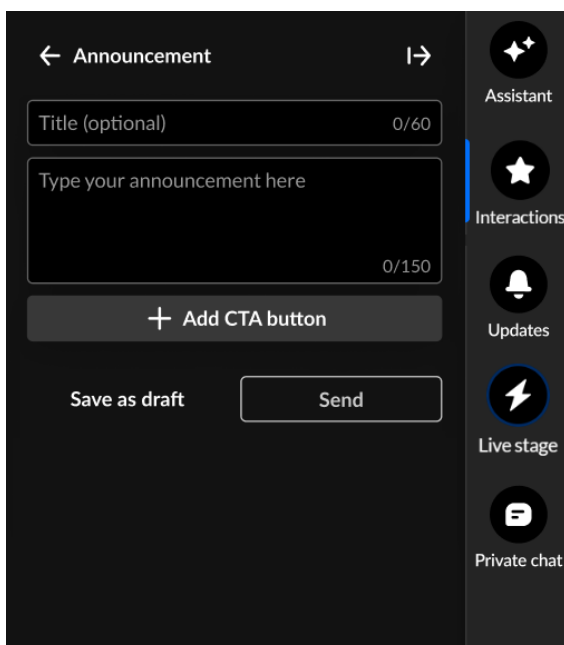 Announcement
Title (optional)
0/60
Type your announcement here
0/150
Add CTA button
Save as draft
Send
Assistant
Interactions
Updates
Live stage
Private chat